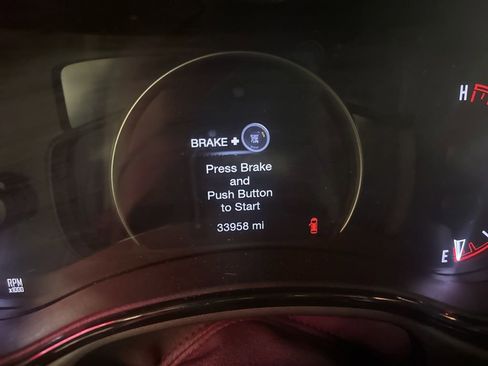 H
BRAKE +
Press Brake
and
Push Button
to Start
33958 mi
E
RPM
x1000